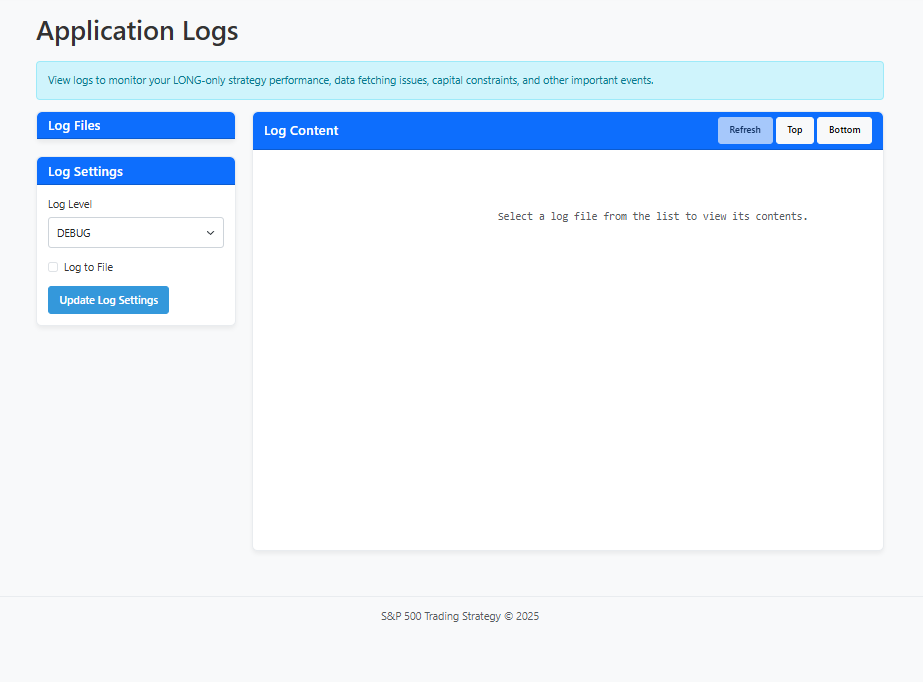 Application Logs
View logs to monitor your LONG-only strategy performance, data fetching issues, capital constraints, and other important events.
Log Files
Log Settings
Log Level
DEBUG
Log to File
Update Log Settings
Log Content
Refresh
Top
Bottom
Select a log file from the list to view its contents.
S&P 500 Trading Strategy © 2025